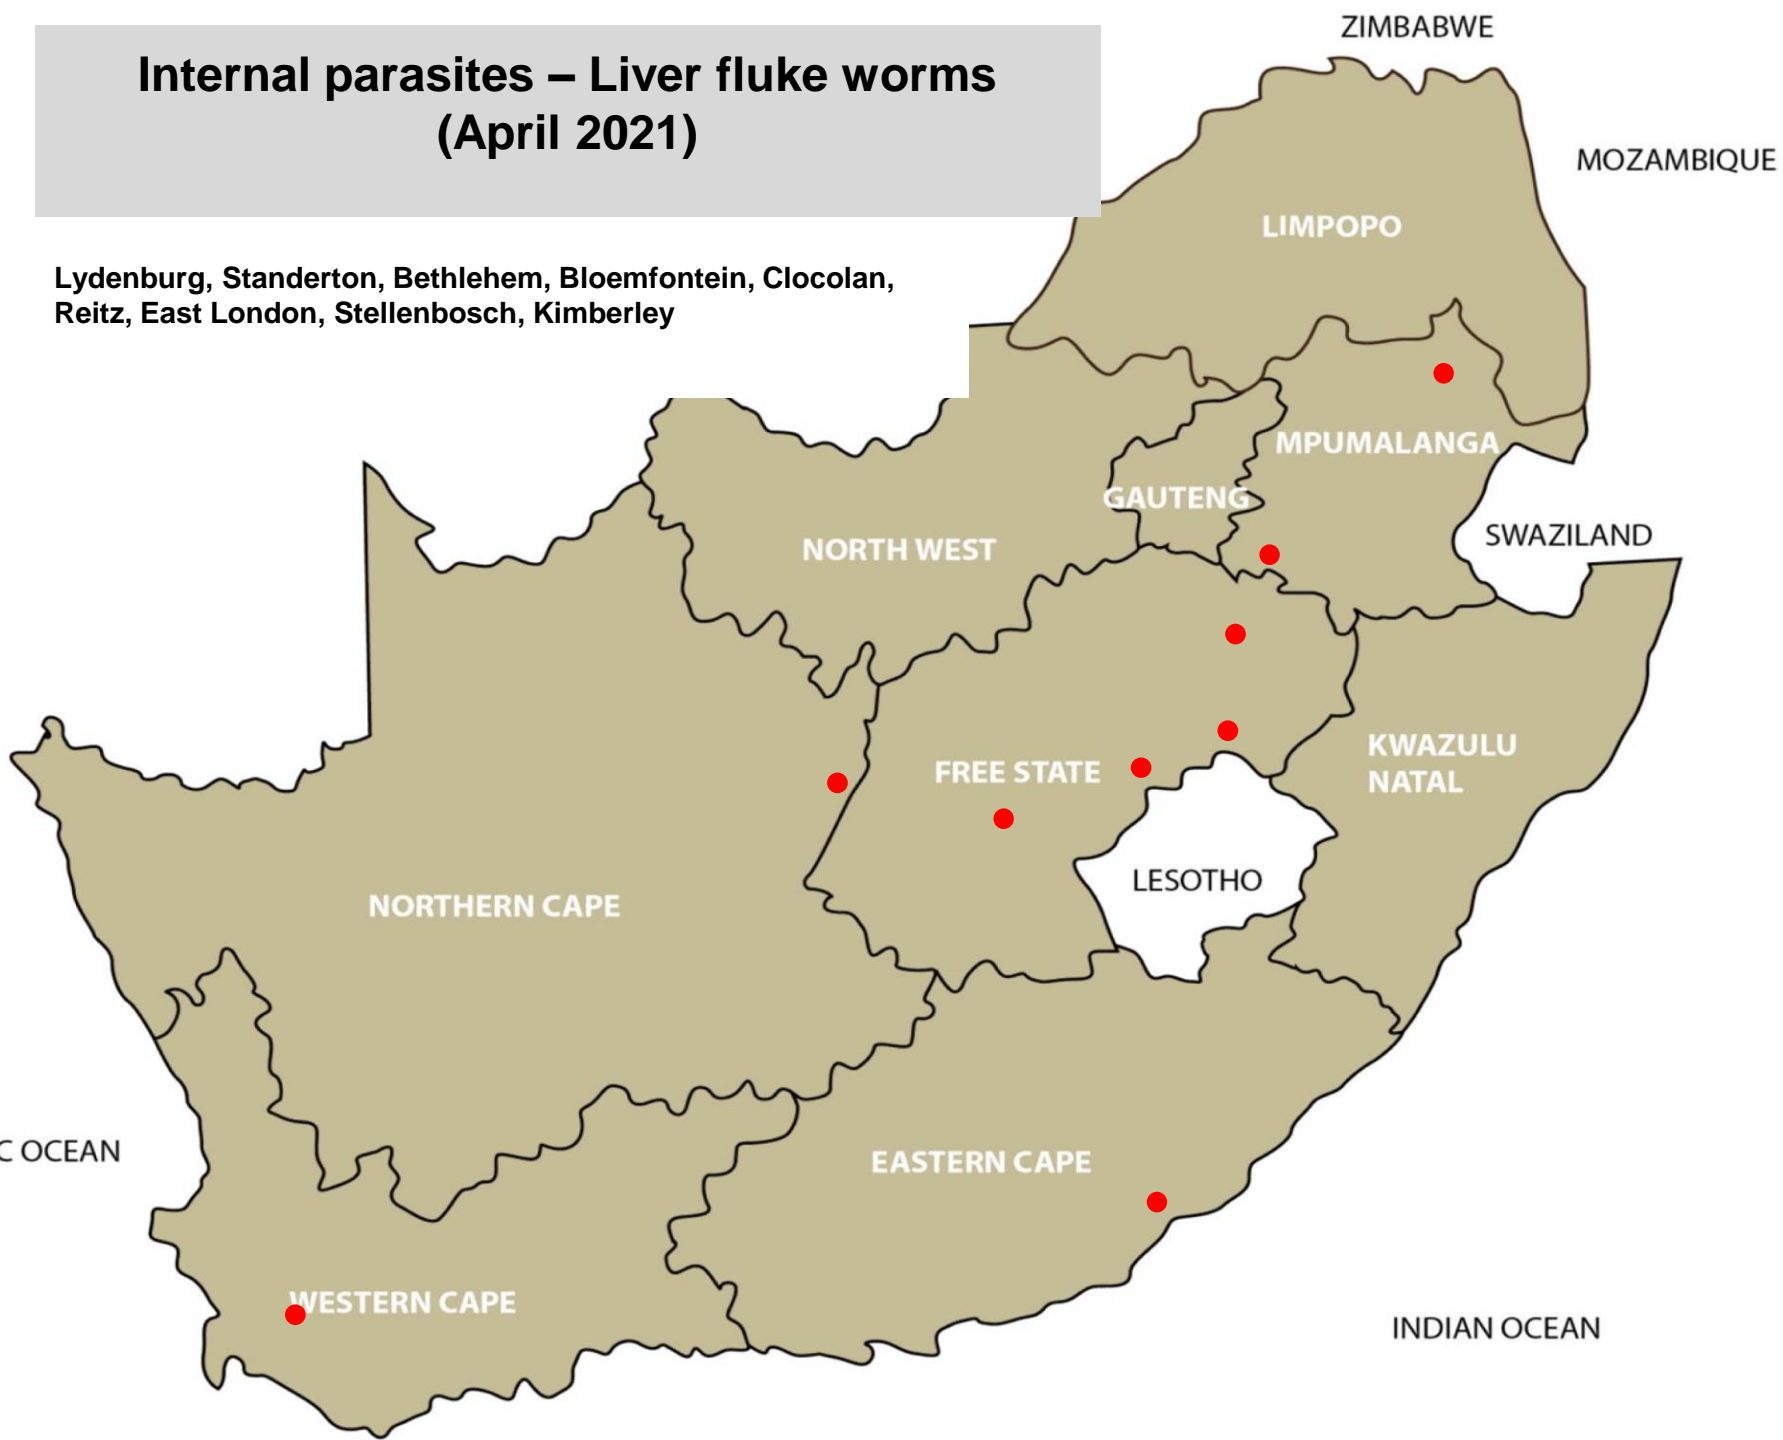 ZIMBABWE
Internal parasites – Liver fluke worms
(April 2021)
MOZAMBIQUE
LIMPOPO
Lydenburg, Standerton, Bethlehem, Bloemfontein, Clocolan,
Reitz, East London, Stellenbosch, Kimberley
MPUMALANGA
GAUTENG
SWAZILAND
NORTH WEST
KWAZULU
NATAL
FREE STATE
LESOTHO
NORTHERN CAPE
C OCEAN
EASTERN CAPE
WESTERN CAPE
INDIAN OCEAN